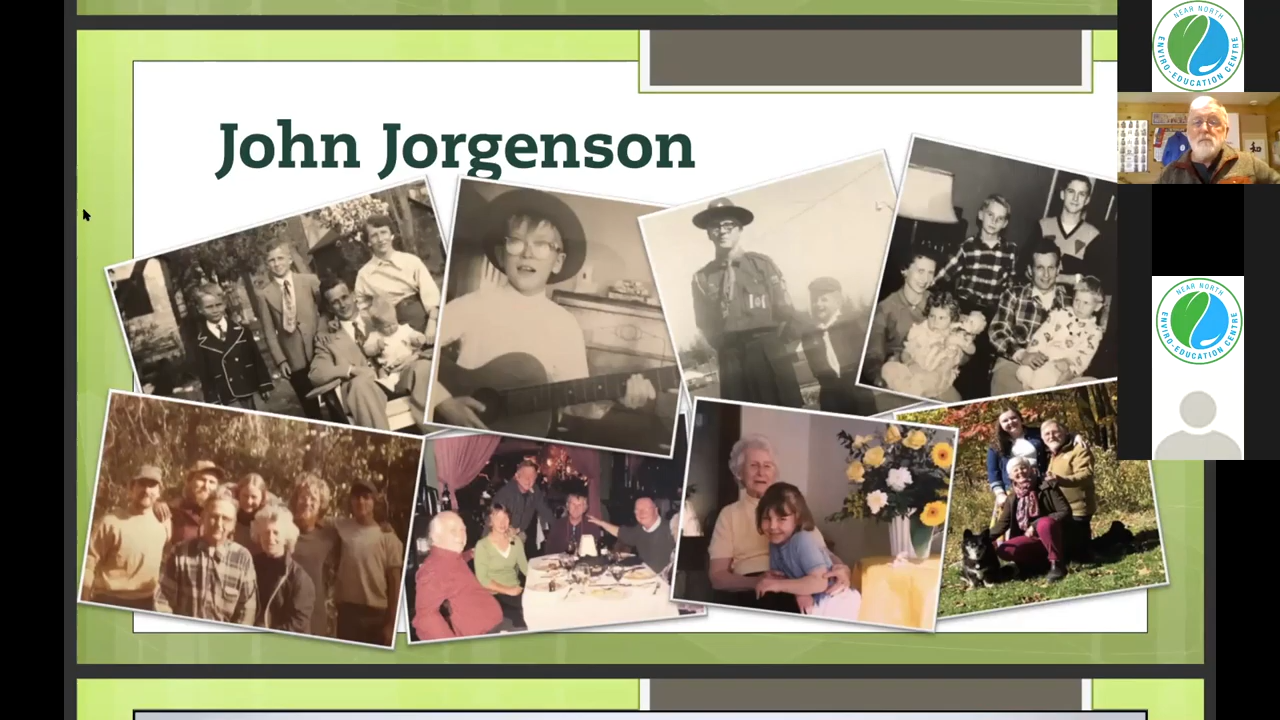 John Jorgenson
NEAR NORTH
ENVIRO-EDUCATION CENTRE
NEAR NORTH
ENVIRO-EDUCATION CENTRE